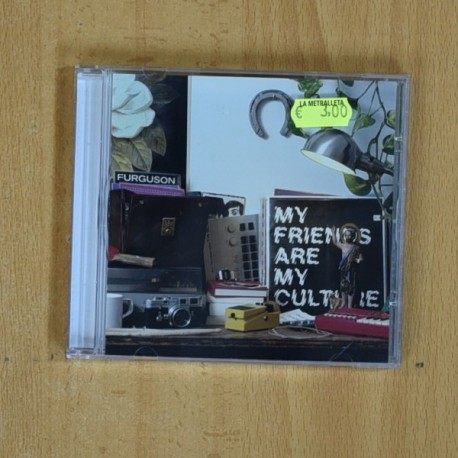 LA METRALLETA
€ 3.00
FURGUSON
MY
FRIENDS
ARE
MY
CULTURE